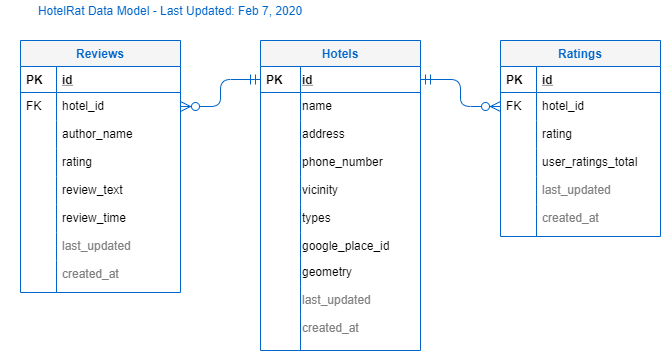 HotelRat Data Model - Last Updated: Feb 7, 2020
Reviews
PK id
FK hotel_id
author_name
rating
review_text
review_time
last_updated
created_at
Hotels
PK id
name
address
phone_number
vicinity
types
google_place_id
geometry
last_updated
created_at
Ratings
PK id
FK hotel_id
rating
user_ratings_total
last_updated
created_at